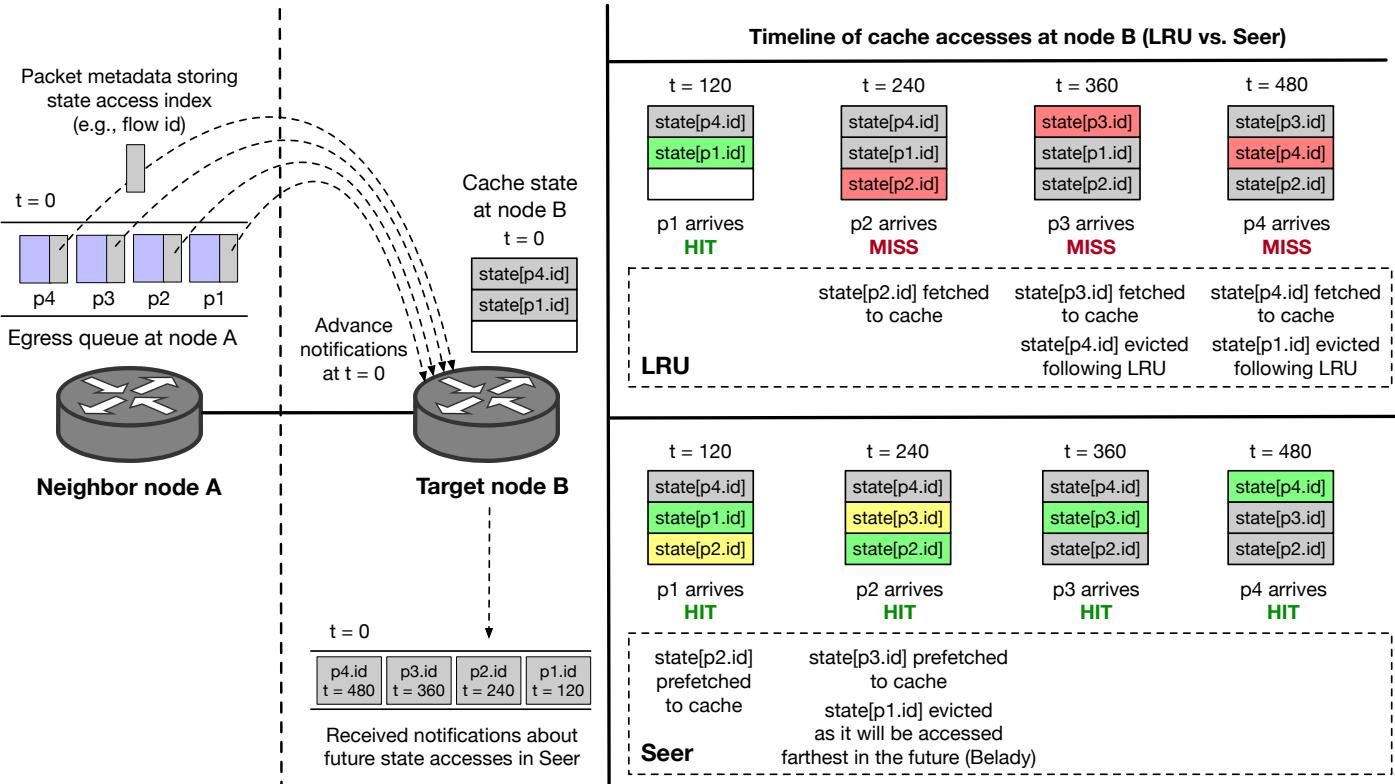 Packet metadata storing
state access index
(e.g., flow id)
t = 0
p4
p3
p2
p1
Egress queue at node A
Neighbor node A
Cache state
at node B
t = 0
state[p4.id]
state[p1.id]
Advance
notifications
at t = 0
Target node B
t = 0
p4.id
t = 480
p3.id
t = 360
p2.id
t = 240
p1.id
t = 120
Received notifications about
future state accesses in Seer
Timeline of cache accesses at node B (LRU vs. Seer)
t = 120
state[p4.id]
state[p1.id]
p1 arrives
HIT
t = 240
state[p4.id]
state[p1.id]
state[p2.id]
p2 arrives
MISS
state[p2.id] fetched
to cache
t = 360
state[p3.id]
state[p1.id]
state[p2.id]
p3 arrives
MISS
state[p3.id] fetched
to cache
state[p4.id] evicted
following LRU
t = 480
state[p3.id]
state[p4.id]
state[p2.id]
p4 arrives
MISS
state[p4.id] fetched
to cache
state[p1.id] evicted
following LRU
LRU
t = 120
state[p4.id]
state[p1.id]
state[p2.id]
p1 arrives
HIT
state[p2.id]
prefetched
to cache
t = 240
state[p4.id]
state[p3.id]
state[p2.id]
p2 arrives
HIT
state[p3.id] prefetched
to cache
state[p1.id] evicted
as it will be accessed
farthest in the future (Belady)
t = 360
state[p4.id]
state[p3.id]
state[p2.id]
p3 arrives
HIT
t = 480
state[p4.id]
state[p3.id]
state[p2.id]
p4 arrives
HIT
Seer